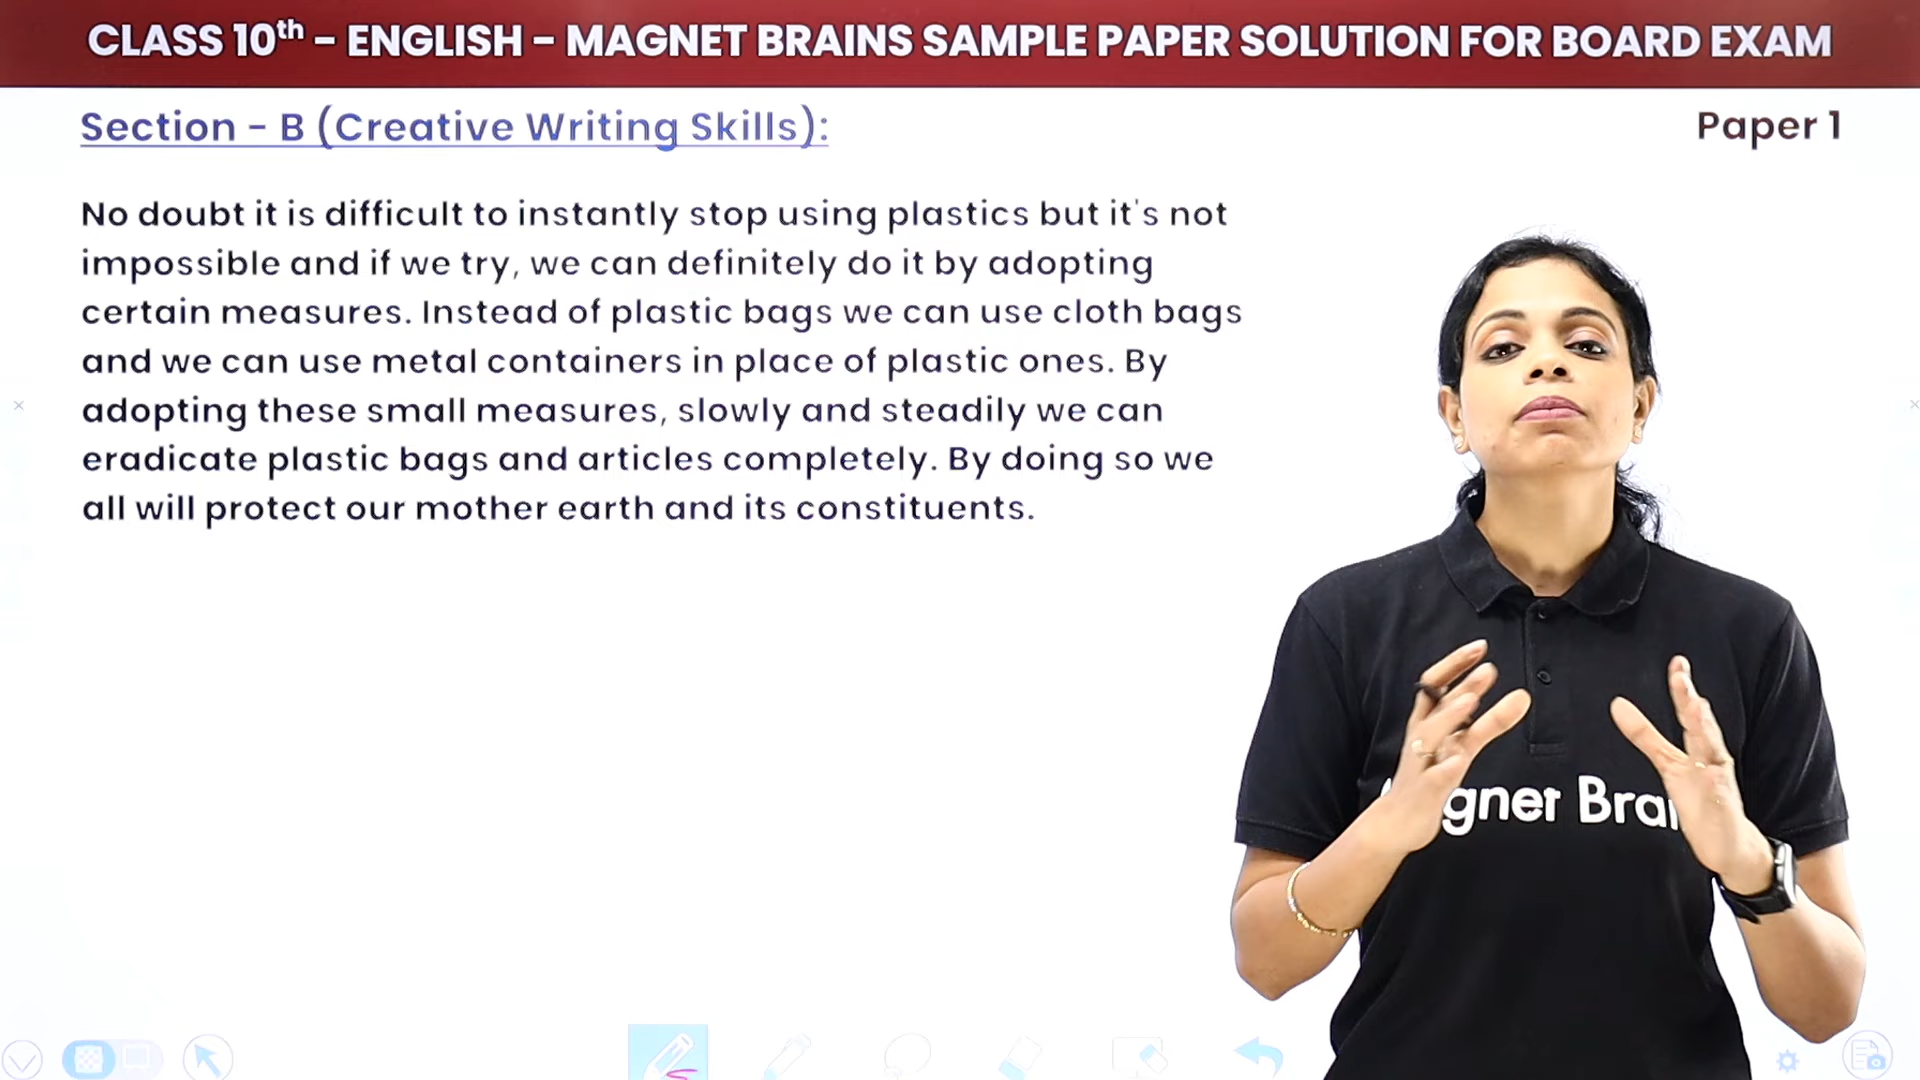 CLASS 10th - ENGLISH - MAGNET BRAINS SAMPLE PAPER SOLUTION FOR BOARD EXAM
Section - B (Creative Writing Skills):
Paper 1
No doubt it is difficult to instantly stop using plastics but it's not
impossible and if we try, we can definitely do it by adopting
certain measures. Instead of plastic bags we can use cloth bags
and we can use metal containers in place of plastic ones. By
adopting these small measures, slowly and steadily we can
eradicate plastic bags and articles completely. By doing so we
all will protect our mother earth and its constituents.